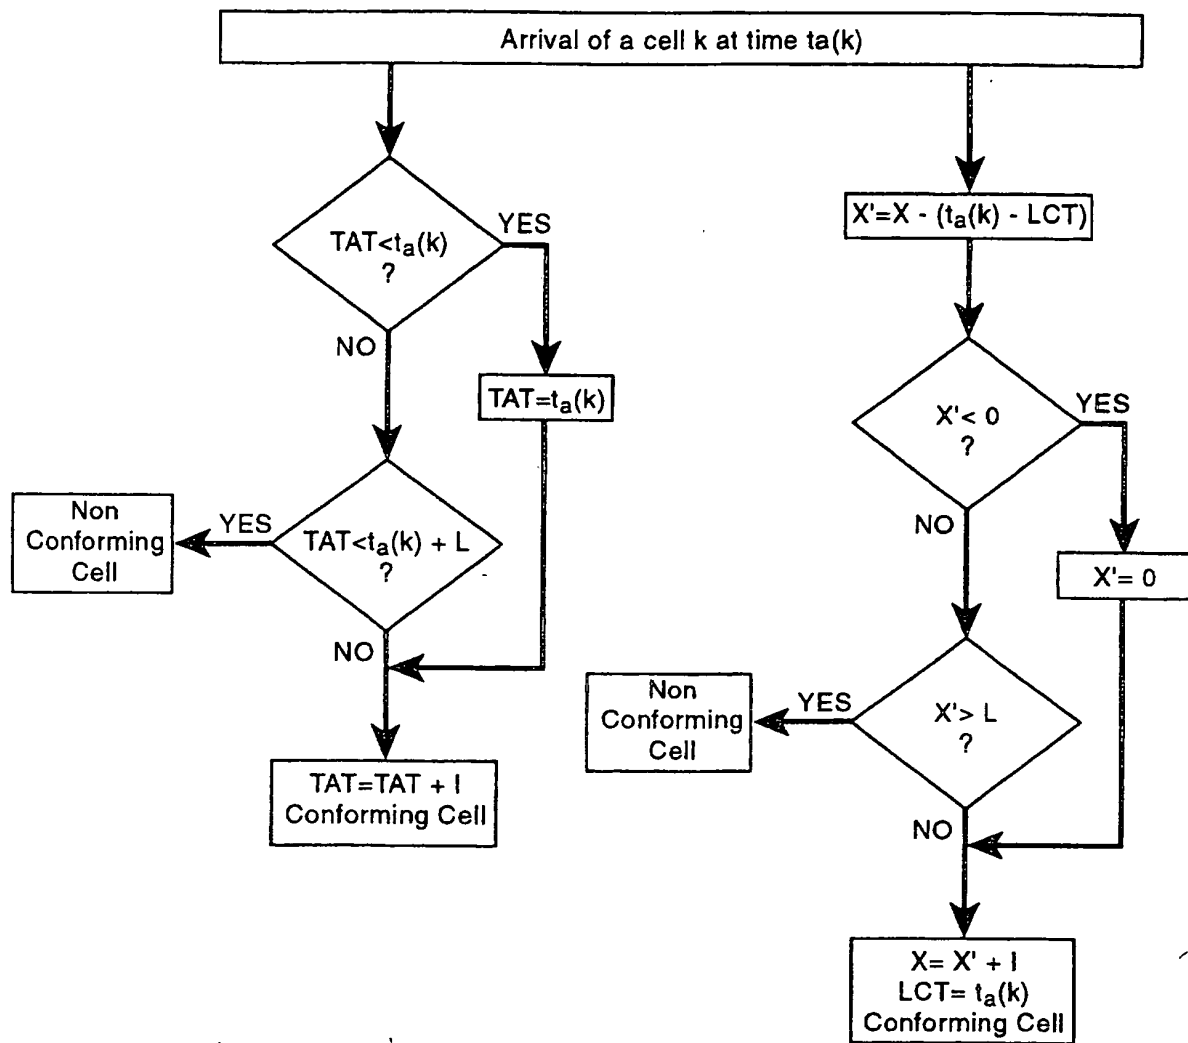 Arrival of a cell k at time ta(k)
TAT<ta(k)
?
YES
NO
TAT=ta(k)
TAT<ta(k) + L
?
YES
Non
Conforming
Cell
NO
TAT=TAT + I
Conforming Cell
X'=X - (ta(k) - LCT)
X'< 0
?
YES
NO
X'= 0
X'> L
?
YES
Non
Conforming
Cell
NO
X= X' + I
LCT= ta(k)
Conforming Cell